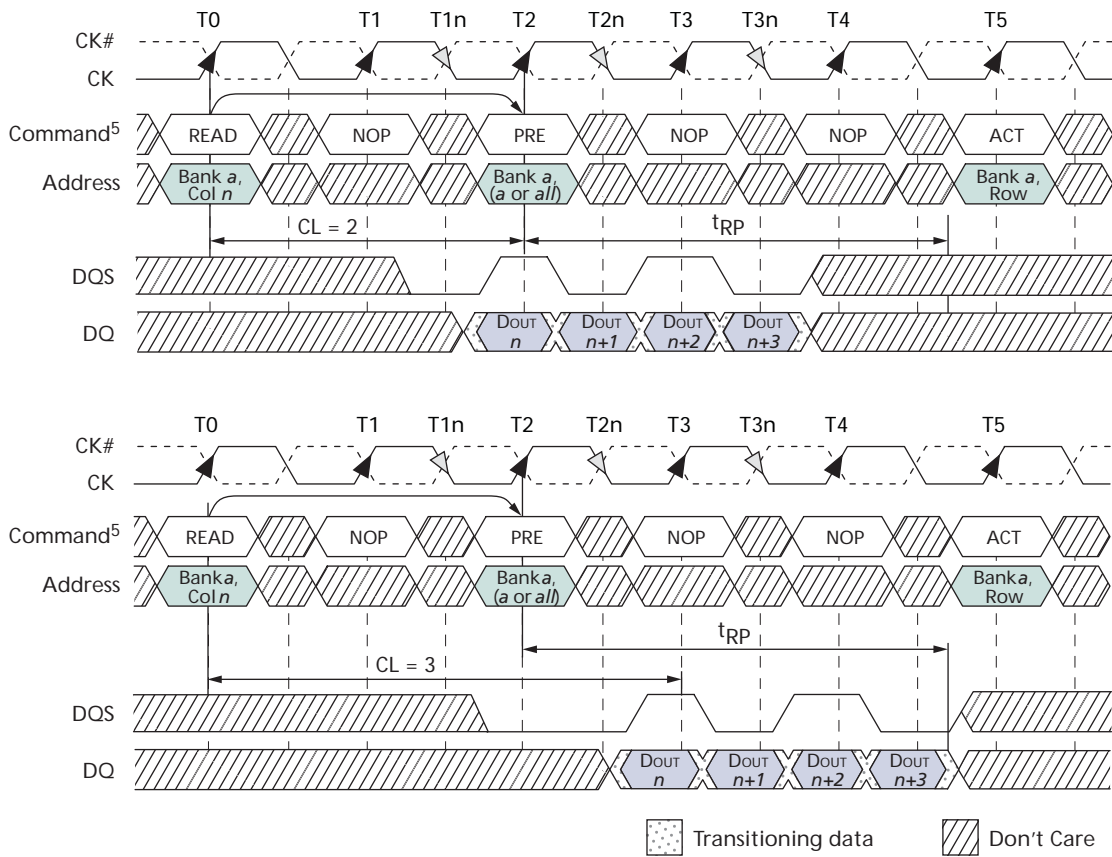 T0 T1 T1n T2 T2n T3 T3n T4 T5
CK#
CK
Command5 READ NOP PRE NOP NOP ACT
Address Bank a, Col n Bank a, (a or all) Bank a, Row
CL = 2 tRP
DQS
DQ DOUT n DOUT n+1 DOUT n+2 DOUT n+3
T0 T1 T1n T2 T2n T3 T3n T4 T5
CK#
CK
Command5 READ NOP PRE NOP NOP ACT
Address Bank a, Col n Bank a, (a or all) Bank a, Row
tRP
CL = 3
DQS
DQ DOUT n DOUT n+1 DOUT n+2 DOUT n+3
Transitioning data Don't Care